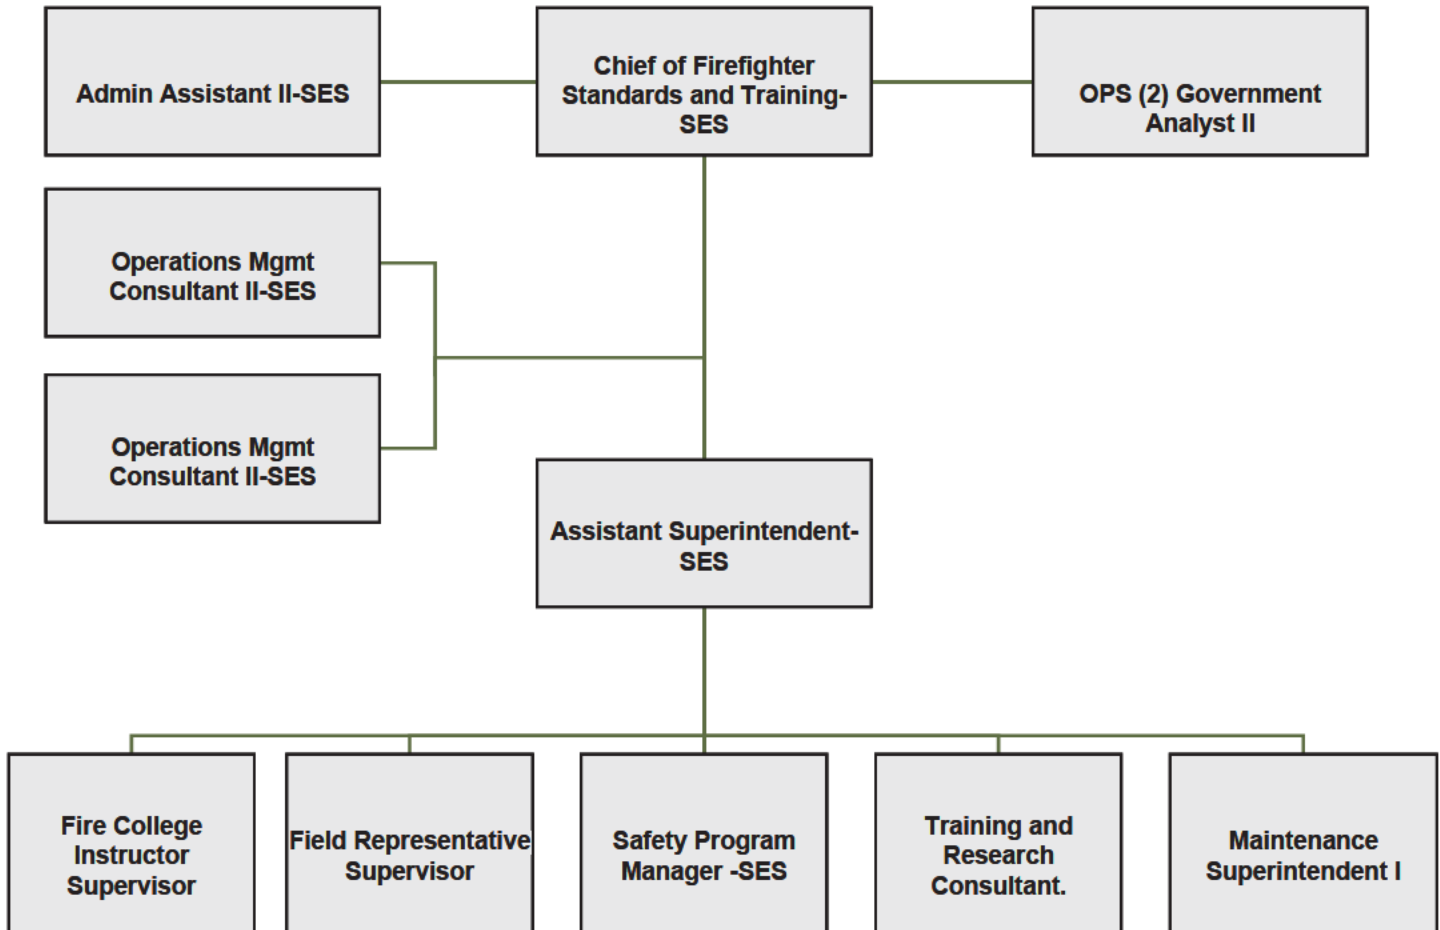 Admin Assistant II-SES
Chief of Firefighter
Standards and Training-
SES
OPS (2) Government
Analyst II
Operations Mgmt
Consultant II-SES
Operations Mgmt
Consultant II-SES
Assistant Superintendent-
SES
Fire College
Instructor
Supervisor
Field Representative
Supervisor
Safety Program
Manager -SES
Training and
Research
Consultant.
Maintenance
Superintendent I